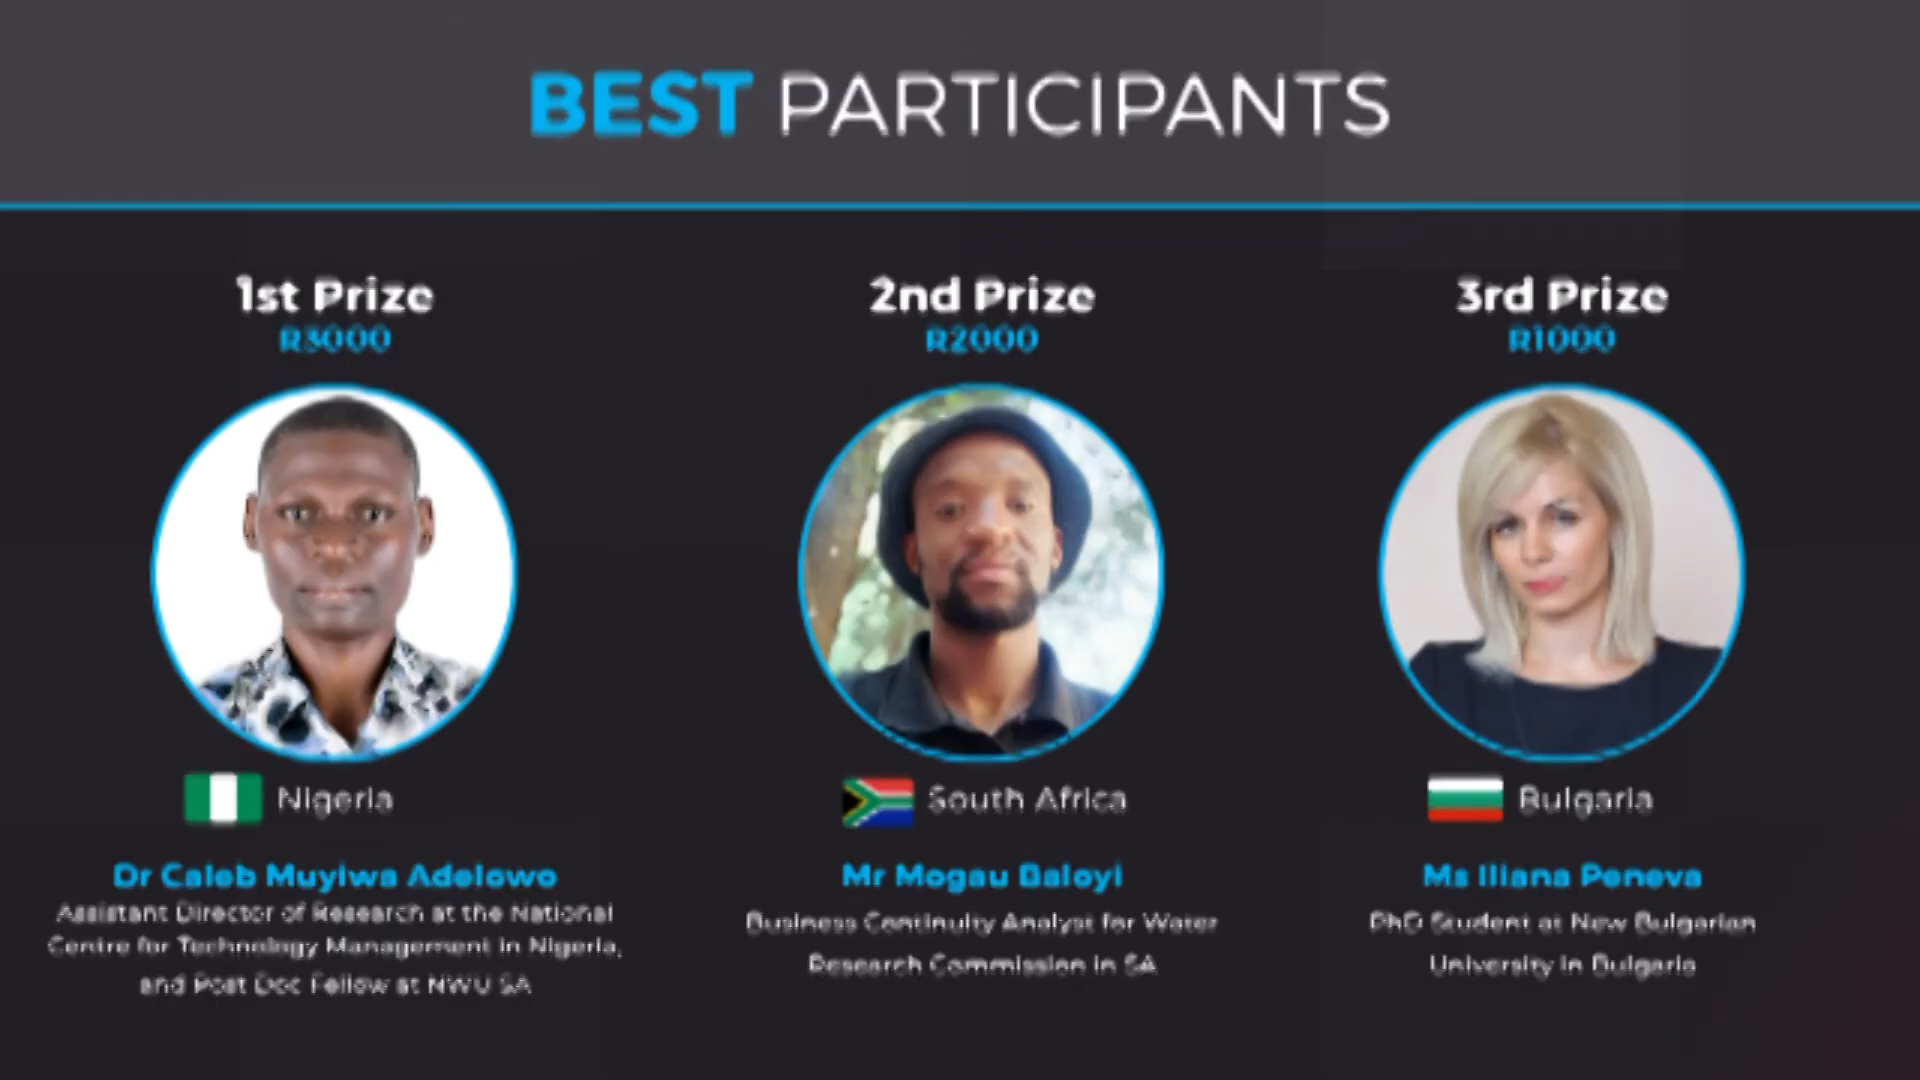 BEST PARTICIPANTS
1st Prize
R3000
2nd Prize
R2000
3rd Prize
R1000
Nigeria
South Africa
Bulgaria
Dr Caleb Muyiwa Adelowo
Assistant Director of Research at the National
Centre for Technology Management in Nigeria,
and Post Doc Fellow at NWU SA
Mr Mogau Baloyi
Business Continuity Analyst for Water
Research Commission in SA
Ms Iliana Peneva
PhD Student at New Bulgarian
University in Bulgaria